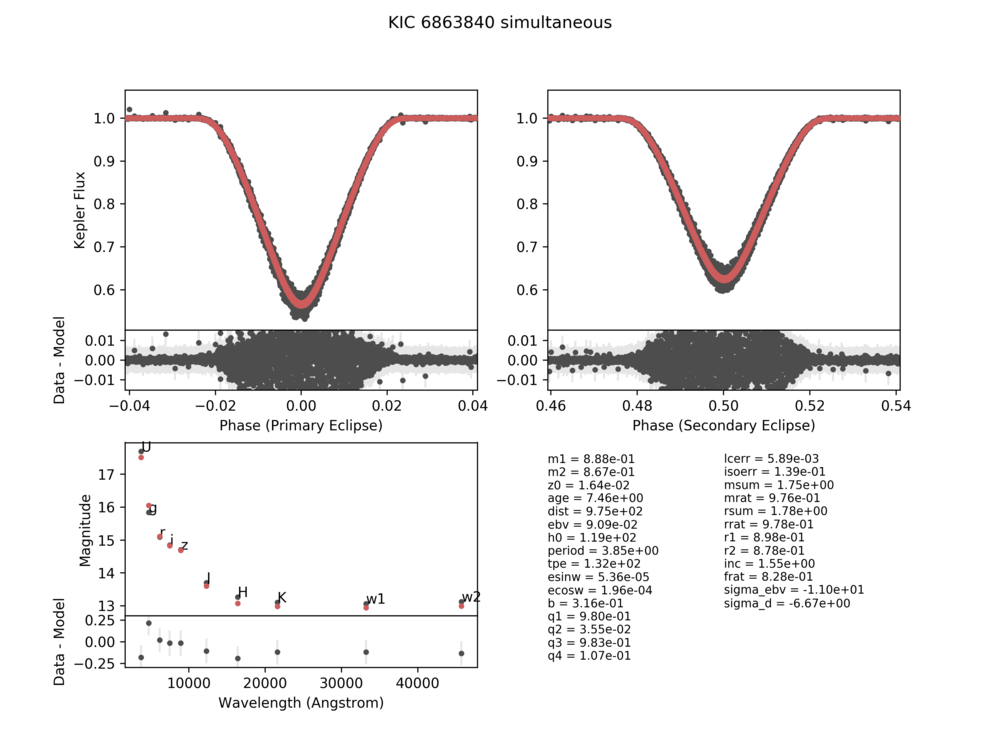 KIC 6863840 simultaneous
Kepler Flux
1.0
0.9
0.8
0.7
0.6
1.0
0.9
0.8
0.7
0.6
Data - Model
0.01
0.00
−0.01
0.01
0.00
−0.01
−0.04 −0.02 0.00 0.02 0.04
0.46 0.48 0.50 0.52 0.54
Phase (Primary Eclipse)
Phase (Secondary Eclipse)
Magnitude
17
16
15
14
13
U
g
r
i
z
J
H
K
w1
w2
Data - Model
0.25
0.00
−0.25
10000 20000 30000 40000
Wavelength (Angstrom)
m1 = 8.88e-01
m2 = 8.67e-01
z0 = 1.64e-02
age = 7.46e+00
dist = 9.75e+02
ebv = 9.09e-02
h0 = 1.19e+02
period = 3.85e+00
tpe = 1.32e+02
esinw = 5.36e-05
ecosw = 1.96e-04
b = 3.16e-01
q1 = 9.80e-01
q2 = 3.55e-02
q3 = 9.83e-01
q4 = 1.07e-01
lcerr = 5.89e-03
isoerr = 1.39e-01
msum = 1.75e+00
mrat = 9.76e-01
rsum = 1.78e+00
rrat = 9.78e-01
r1 = 8.98e-01
r2 = 8.78e-01
inc = 1.55e+00
frat = 8.28e-01
sigma_ebv = -1.10e+01
sigma_d = -6.67e+00